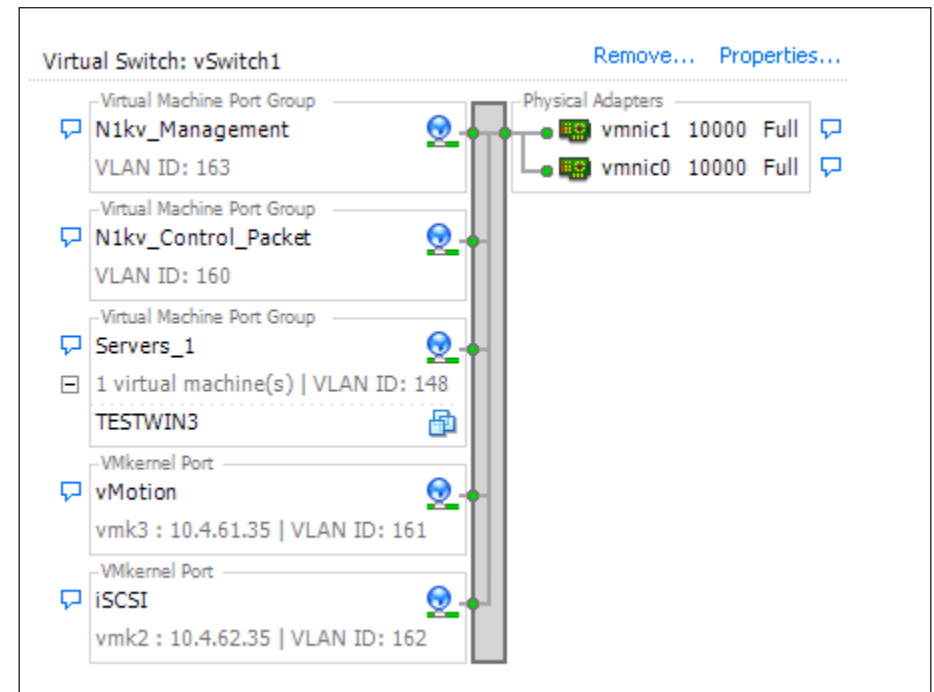 Virtual Switch: vSwitch1 Remove... Properties...
Virtual Machine Port Group
N1kv_Management
VLAN ID: 163
Physical Adapters
vmnic1 10000 Full
vmnic0 10000 Full
Virtual Machine Port Group
N1kv_Control_Packet
VLAN ID: 160
Virtual Machine Port Group
Servers_1
1 virtual machine(s) | VLAN ID: 148
TESTWIN3
VMkernel Port
vMotion
vmk3 : 10.4.61.35 | VLAN ID: 161
VMkernel Port
iSCSI
vmk2 : 10.4.62.35 | VLAN ID: 162